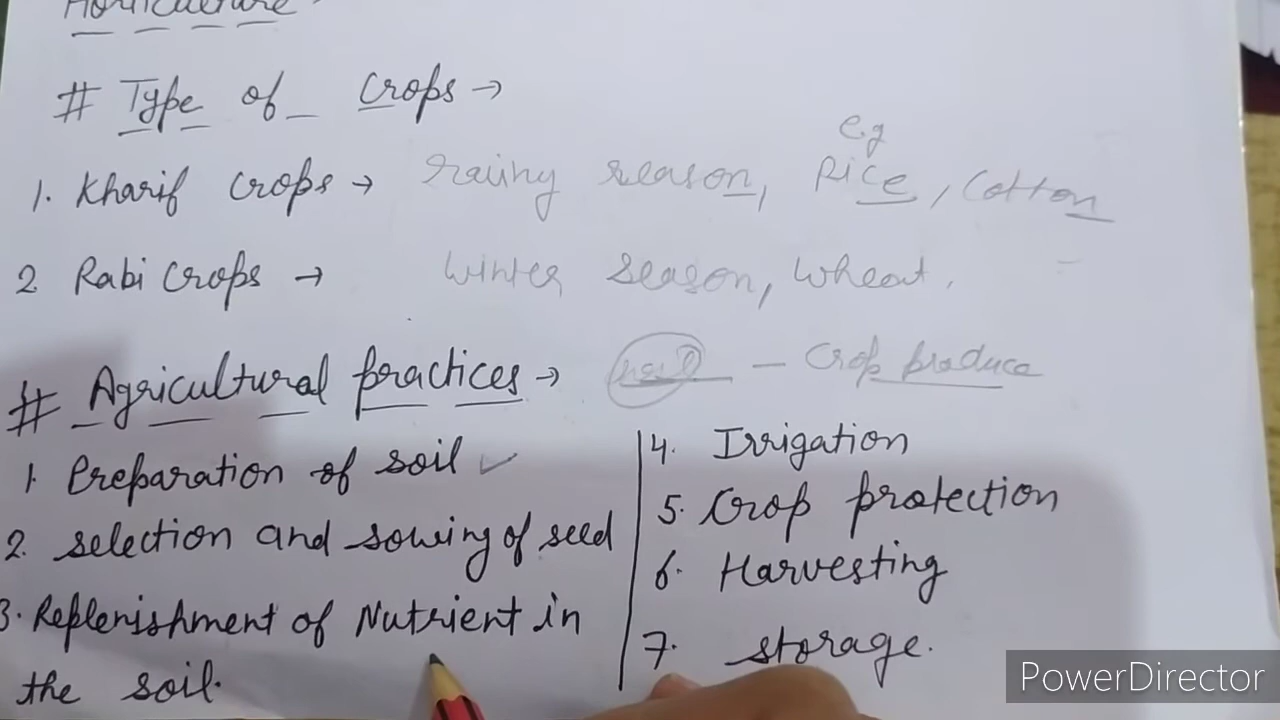 Horticulture
# Type of Crops →
e.g
1. Kharif Crops → rainy season, Rice, Cotton
2 Rabi Crops → Winter season, Wheat.
# Agricultural practices → — Crop produce
1. Preparation of soil ✓
2. selection and sowing of seed
3. Replenishment of Nutrient in
the soil.
4. Irrigation
5. Crop protection
6. Harvesting
7. storage.
PowerDirector